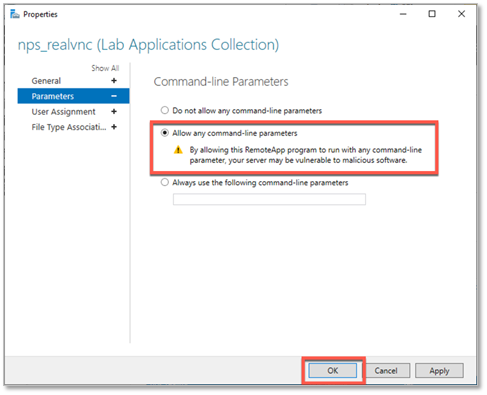 Properties
nps_realvnc (Lab Applications Collection)
Show All
General +
Parameters –
User Assignment +
File Type Associati... +
Command-line Parameters
Do not allow any command-line parameters
Allow any command-line parameters
By allowing this RemoteApp program to run with any command-line
parameter, your server may be vulnerable to malicious software.
Always use the following command-line parameters
OK
Cancel
Apply